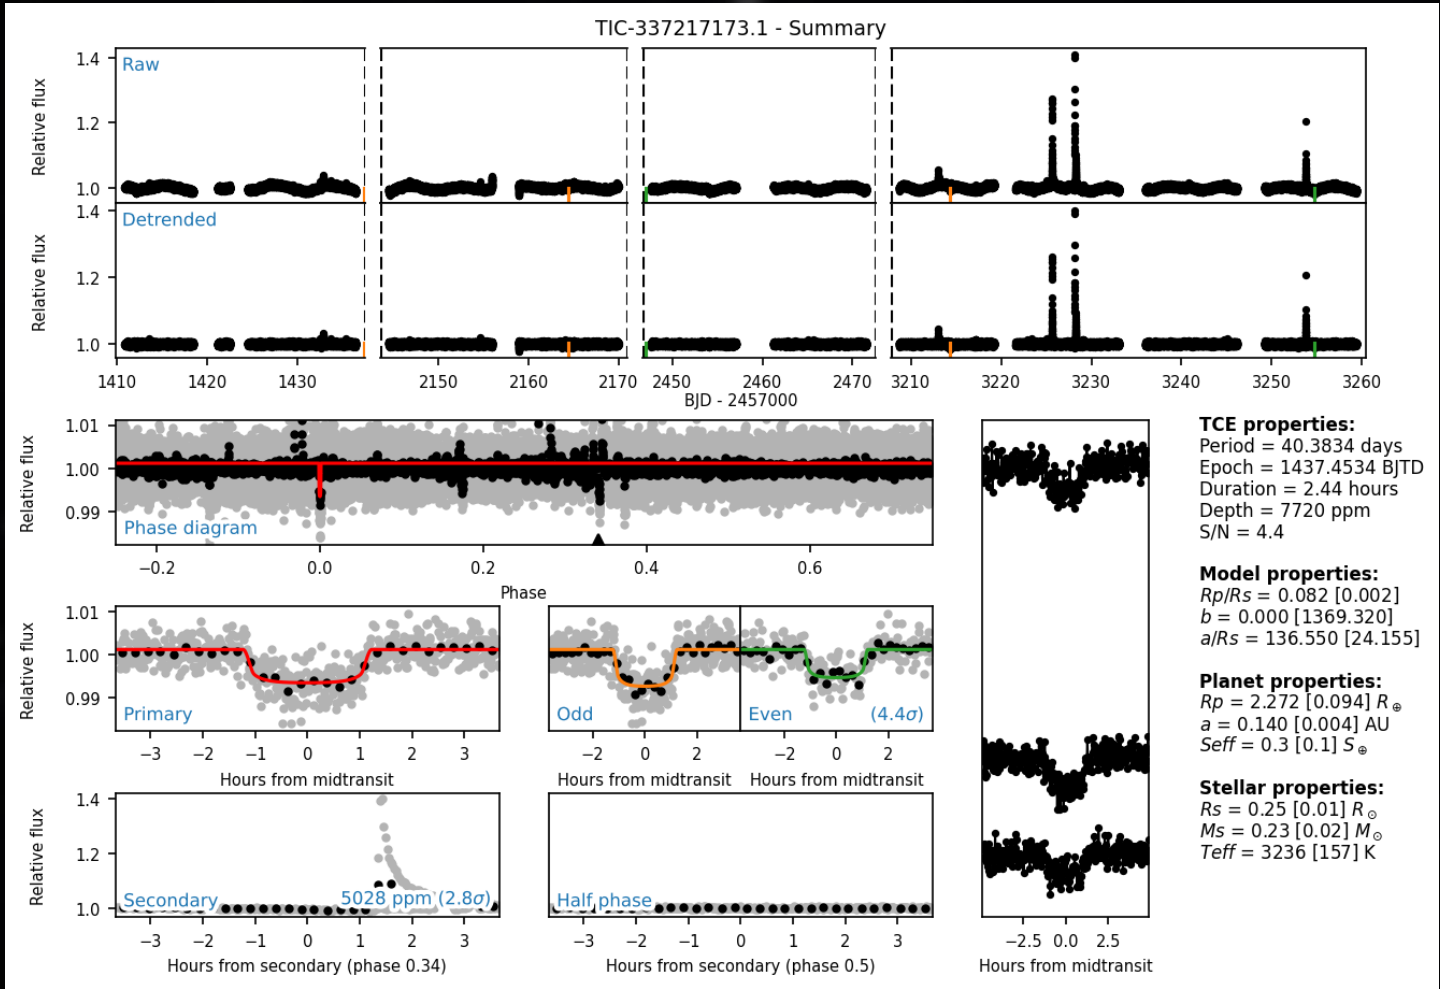 TIC-337217173.1 - Summary
Relative flux
1.4
1.2
1.0
Raw
Relative flux
1.4
1.2
1.0
Detrended
1410 1420 1430 2150 2160 2170 2450 2460 2470 3210 3220 3230 3240 3250 3260
BJD - 2457000
Relative flux
1.01
1.00
0.99
Phase diagram
−0.2 0.0 0.2 0.4 0.6
Phase
Relative flux
1.01
1.00
0.99
Primary
−3 −2 −1 0 1 2 3
Hours from midtransit
Odd
−2 0 2
Hours from midtransit
Even (4.4σ)
−2 0 2
Hours from midtransit
Relative flux
1.4
1.2
1.0
Secondary 5028 ppm (2.8σ)
−3 −2 −1 0 1 2 3
Hours from secondary (phase 0.34)
Half phase
−3 −2 −1 0 1 2 3
Hours from secondary (phase 0.5)
−2.5 0.0 2.5
Hours from midtransit
TCE properties:
Period = 40.3834 days
Epoch = 1437.4534 BJTD
Duration = 2.44 hours
Depth = 7720 ppm
S/N = 4.4
Model properties:
Rp/Rs = 0.082 [0.002]
b = 0.000 [1369.320]
a/Rs = 136.550 [24.155]
Planet properties:
Rp = 2.272 [0.094] R⊕
a = 0.140 [0.004] AU
Seff = 0.3 [0.1] S⊕
Stellar properties:
Rs = 0.25 [0.01] R⊙
Ms = 0.23 [0.02] M⊙
Teff = 3236 [157] K